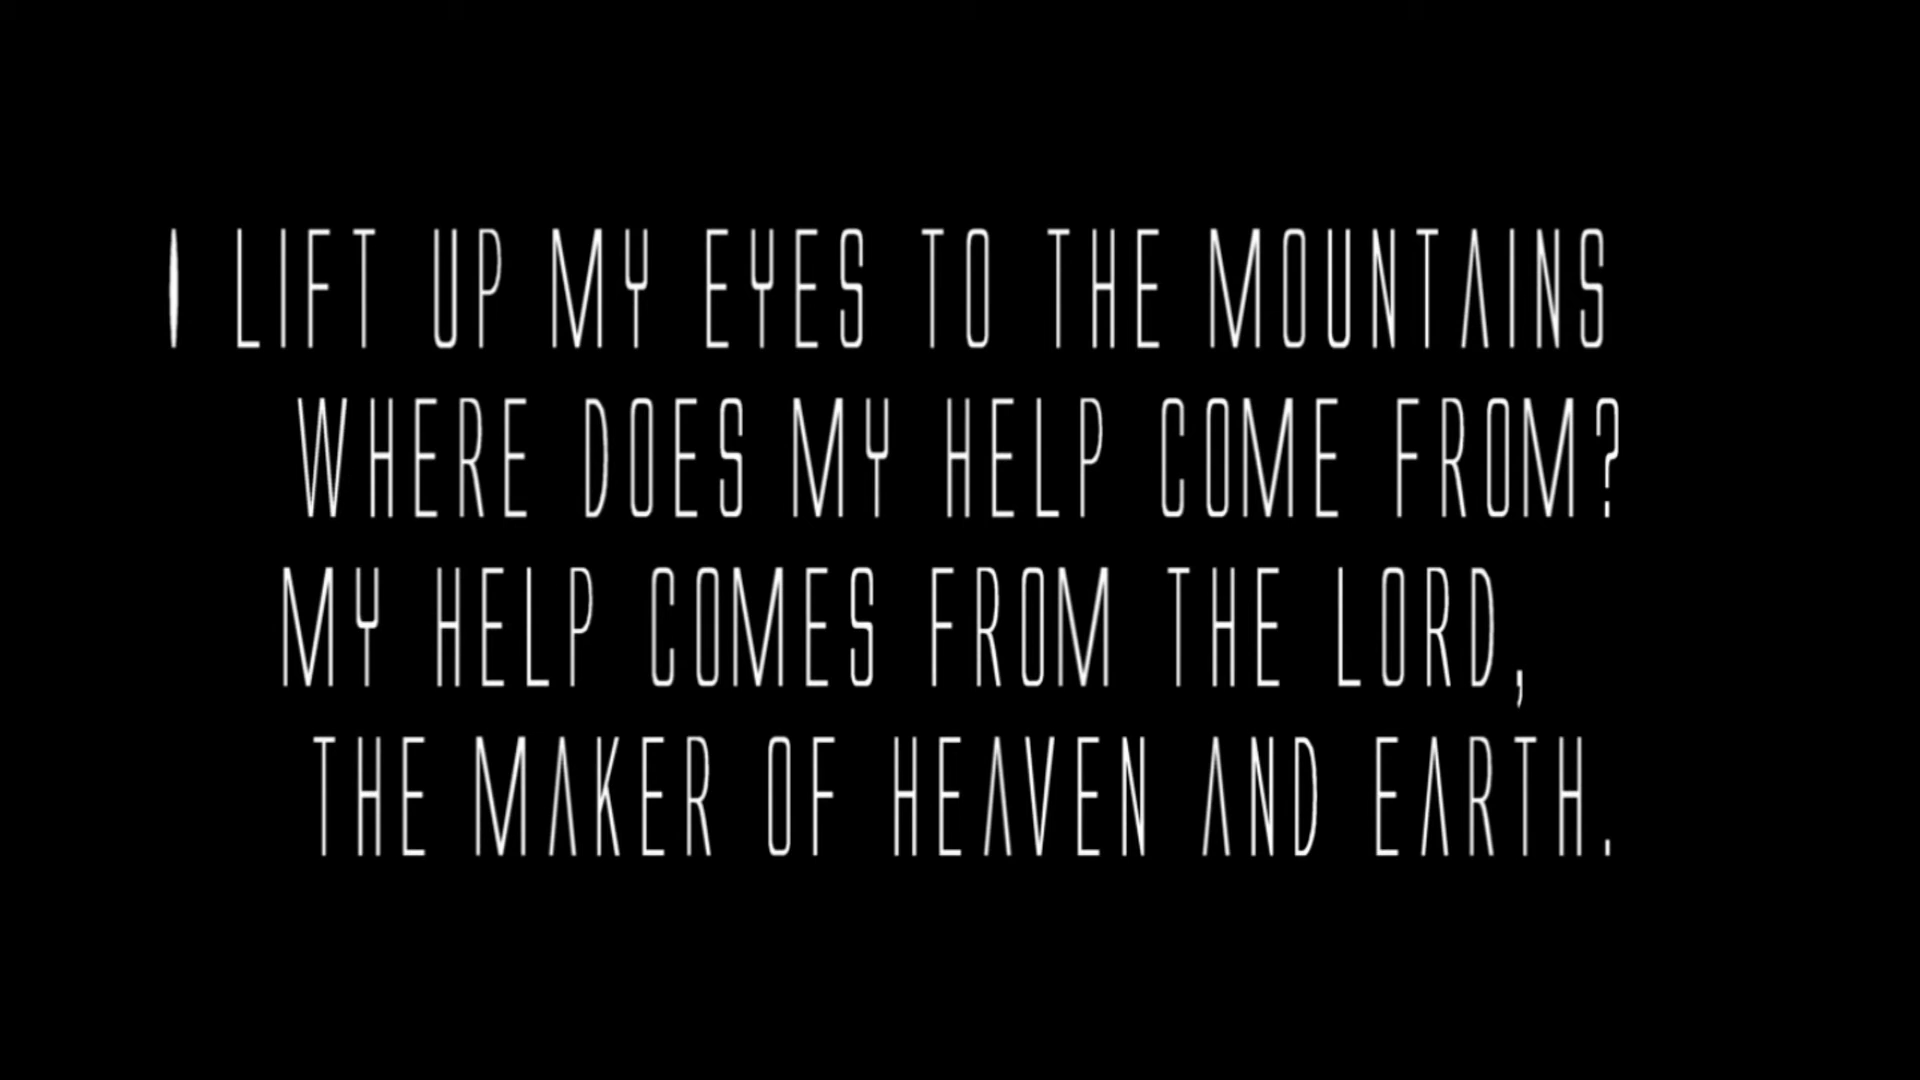 I LIFT UP MY EYES TO THE MOUNTAINS
WHERE DOES MY HELP COME FROM?
MY HELP COMES FROM THE LORD,
THE MAKER OF HEAVEN AND EARTH.